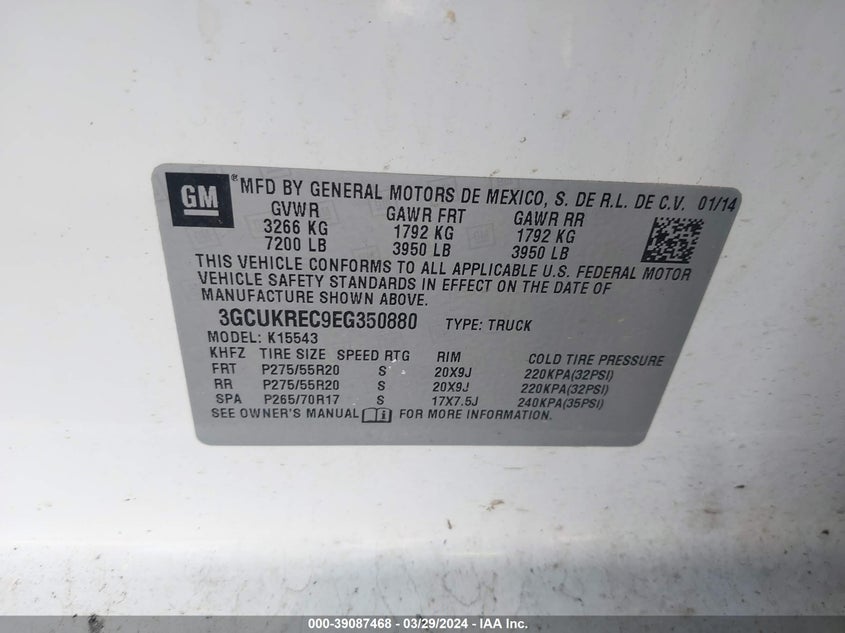 GM ® MFD BY GENERAL MOTORS DE MEXICO, S. DE R.L. DE C.V. 01/14
GVWR GAWR FRT GAWR RR
3266 KG 1792 KG 1792 KG
7200 LB 3950 LB 3950 LB
THIS VEHICLE CONFORMS TO ALL APPLICABLE U.S. FEDERAL MOTOR
VEHICLE SAFETY STANDARDS IN EFFECT ON THE DATE OF
MANUFACTURE SHOWN ABOVE.
3GCUKREC9EG350880 TYPE: TRUCK
MODEL: K15543
KHFZ TIRE SIZE SPEED RTG RIM COLD TIRE PRESSURE
FRT P275/55R20 S 20X9J 220KPA(32PSI)
RR P275/55R20 S 20X9J 220KPA(32PSI)
SPA P265/70R17 S 17X7.5J 240KPA(35PSI)
SEE OWNER'S MANUAL FOR MORE INFORMATION.
000-39087468 - 03/29/2024 - IAA Inc.